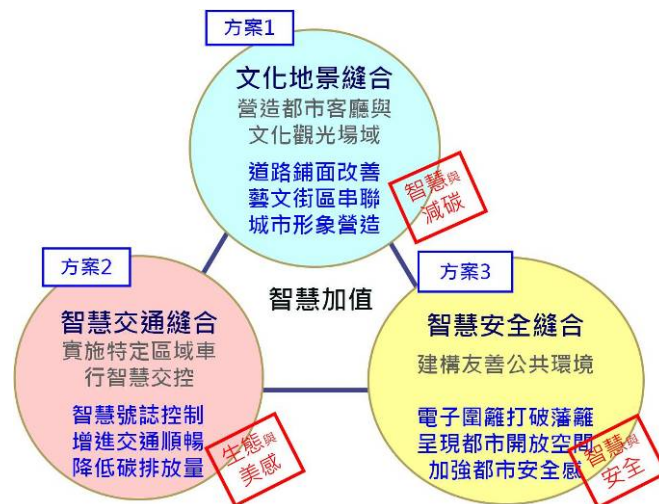 方案1
文化地景縫合
營造都市客廳與
文化觀光場域
道路鋪面改善
藝文街區串聯
城市形象營造
智慧與
減碳
方案2
智慧交通縫合
實施特定區域車
行智慧交控
智慧號誌控制
增進交通順暢
降低碳排放量
生態與
美感
智慧加值
方案3
智慧安全縫合
建構友善公共環境
電子圍籬打破藩籬
呈現都市開放空間
加強都市安全感
智慧與
安全